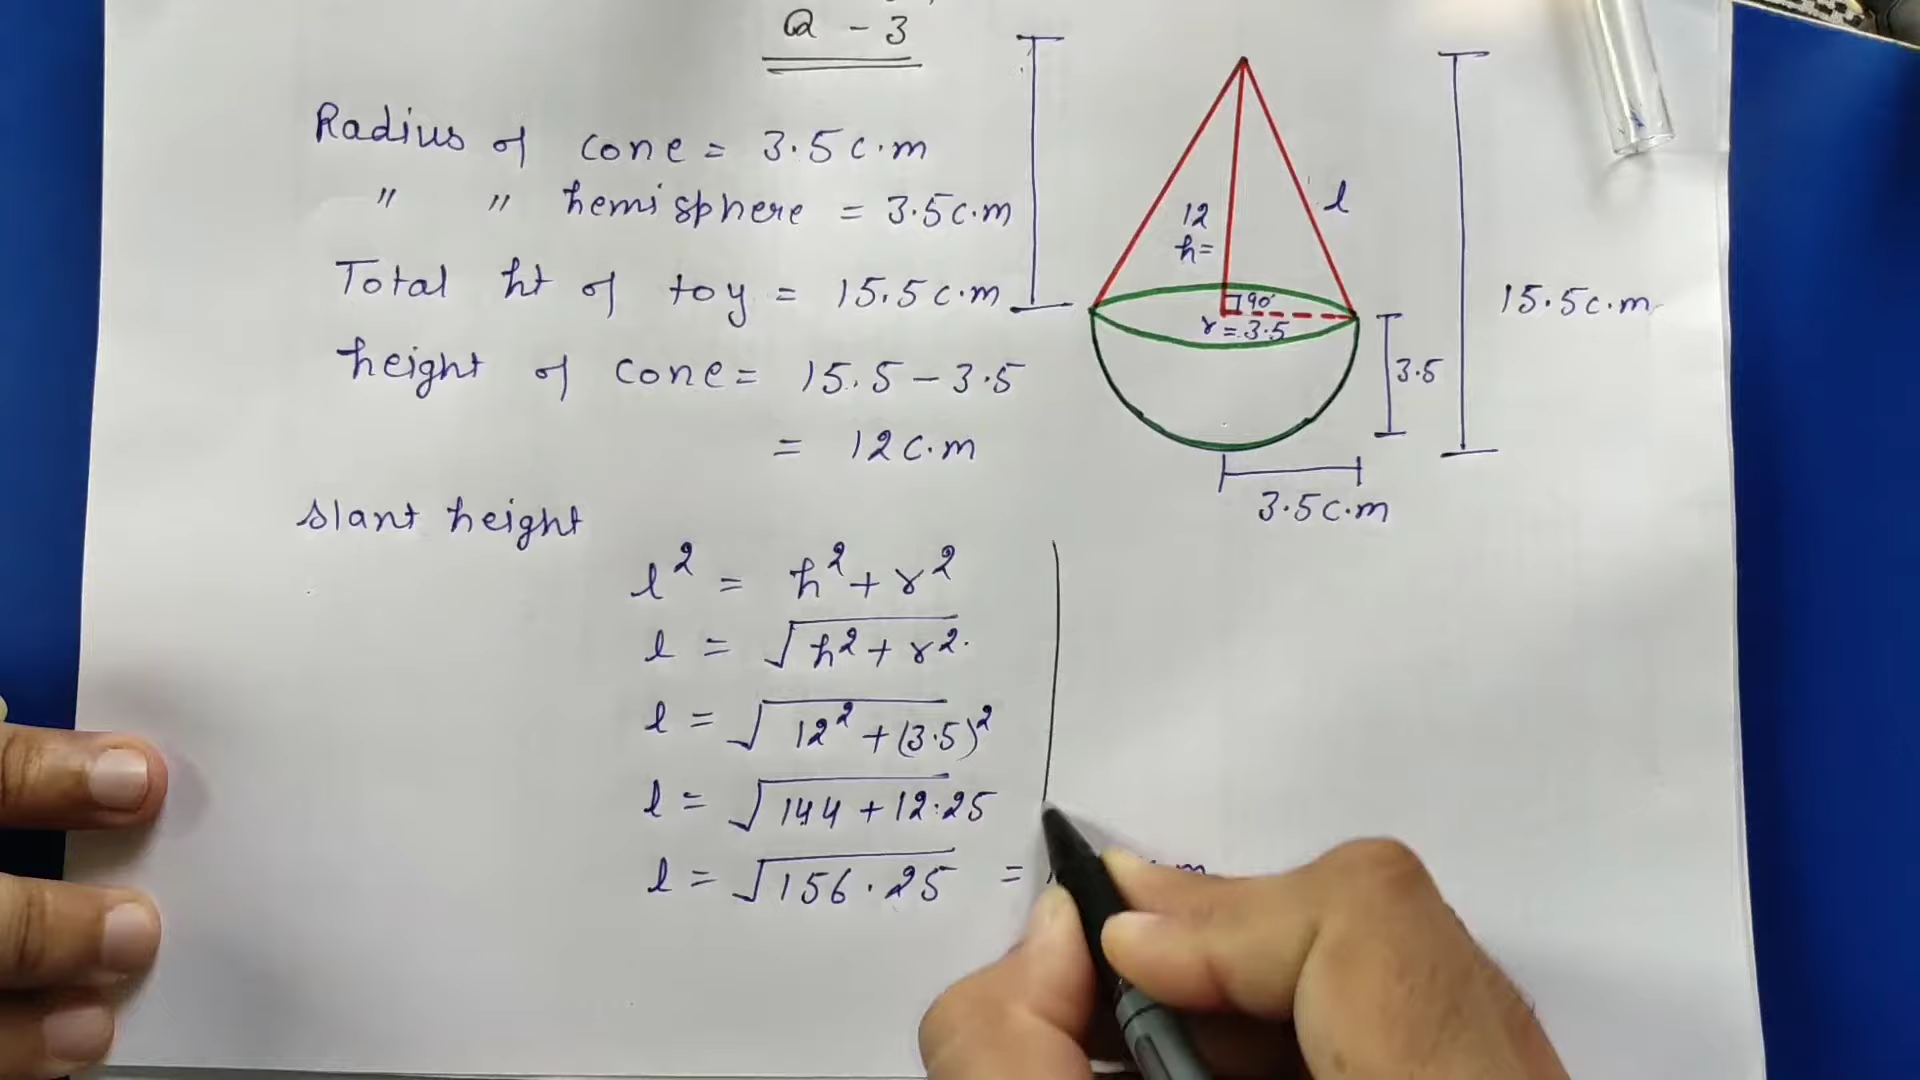 Q - 3
Radius of cone = 3.5 c.m
" " hemisphere = 3.5 c.m
Total ht of toy = 15.5 c.m
height of cone = 15.5 - 3.5
= 12 c.m
slant height
l² = h² + r²
l = √h² + r²
l = √12² + (3.5)²
l = √144 + 12.25
l = √156.25 =
12
h=
l
90°
r = 3.5
3.5
15.5 c.m
3.5 c.m